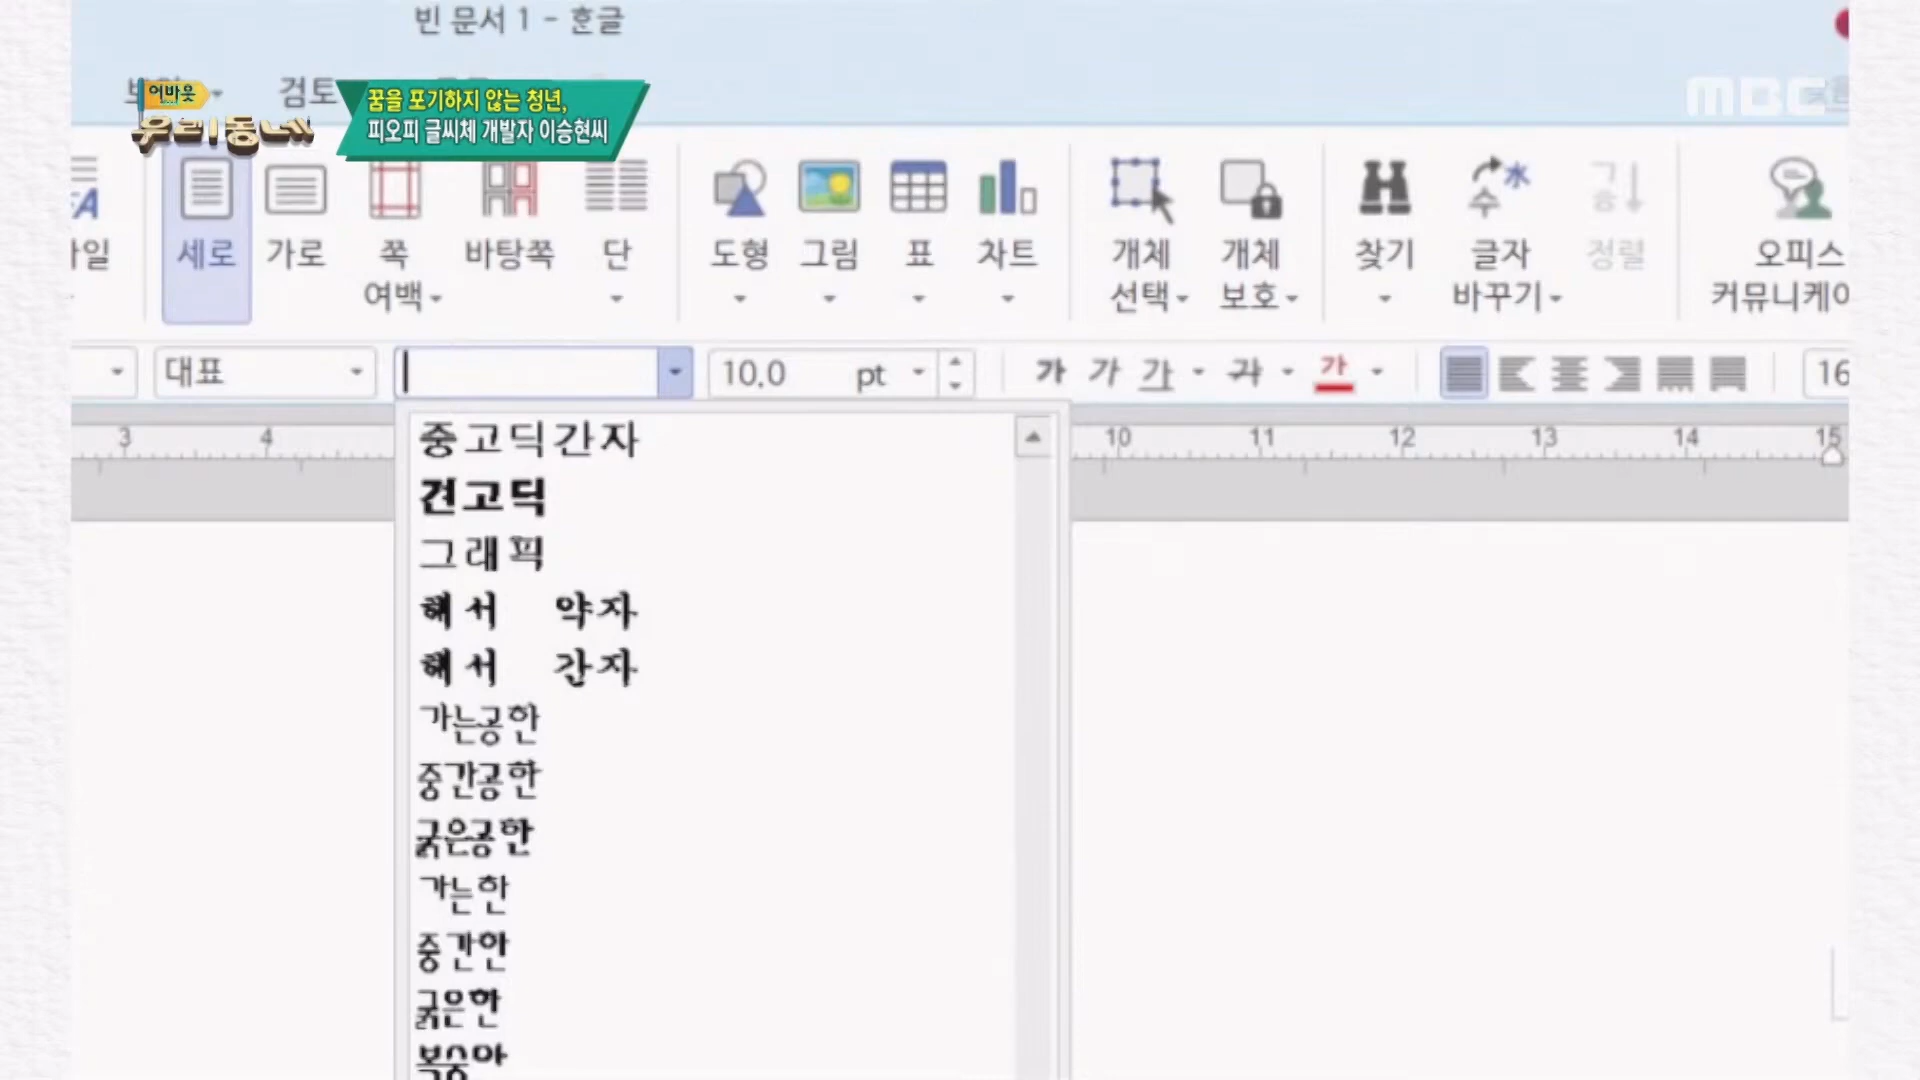 빈 문서 1 - 훈글
검토
어바웃
우리동네
꿈을 포기하지 않는 청년,
피오피 글씨체 개발자 이승현씨
MBC
세로
가로
쪽
여백
바탕쪽
단
도형
그림
표
차트
개체
선택
개체
보호
찾기
글자
바꾸기
정렬
오피스
커뮤니케이
대표
10.0 pt
가 가 가 가 가
16
3 4 10 11 12 13 14 15
중고딕간자
견고딕
그래픽
해서 약자
해서 간자
가는공한
중간공한
굵은공한
가는한
중간한
굵은한